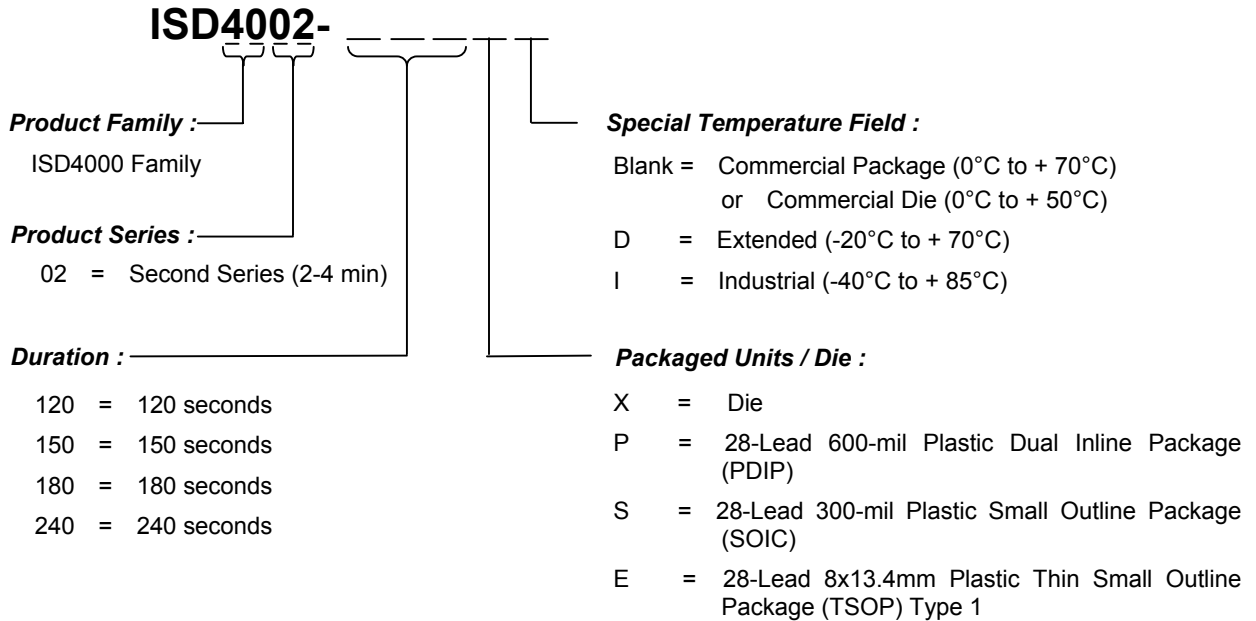 ISD4002- _ _ _ _ _
Product Family :
ISD4000 Family
Product Series :
02 = Second Series (2-4 min)
Duration :
120 = 120 seconds
150 = 150 seconds
180 = 180 seconds
240 = 240 seconds
Special Temperature Field :
Blank = Commercial Package (0°C to + 70°C)
or Commercial Die (0°C to + 50°C)
D = Extended (-20°C to + 70°C)
I = Industrial (-40°C to + 85°C)
Packaged Units / Die :
X = Die
P = 28-Lead 600-mil Plastic Dual Inline Package
(PDIP)
S = 28-Lead 300-mil Plastic Small Outline Package
(SOIC)
E = 28-Lead 8x13.4mm Plastic Thin Small Outline
Package (TSOP) Type 1